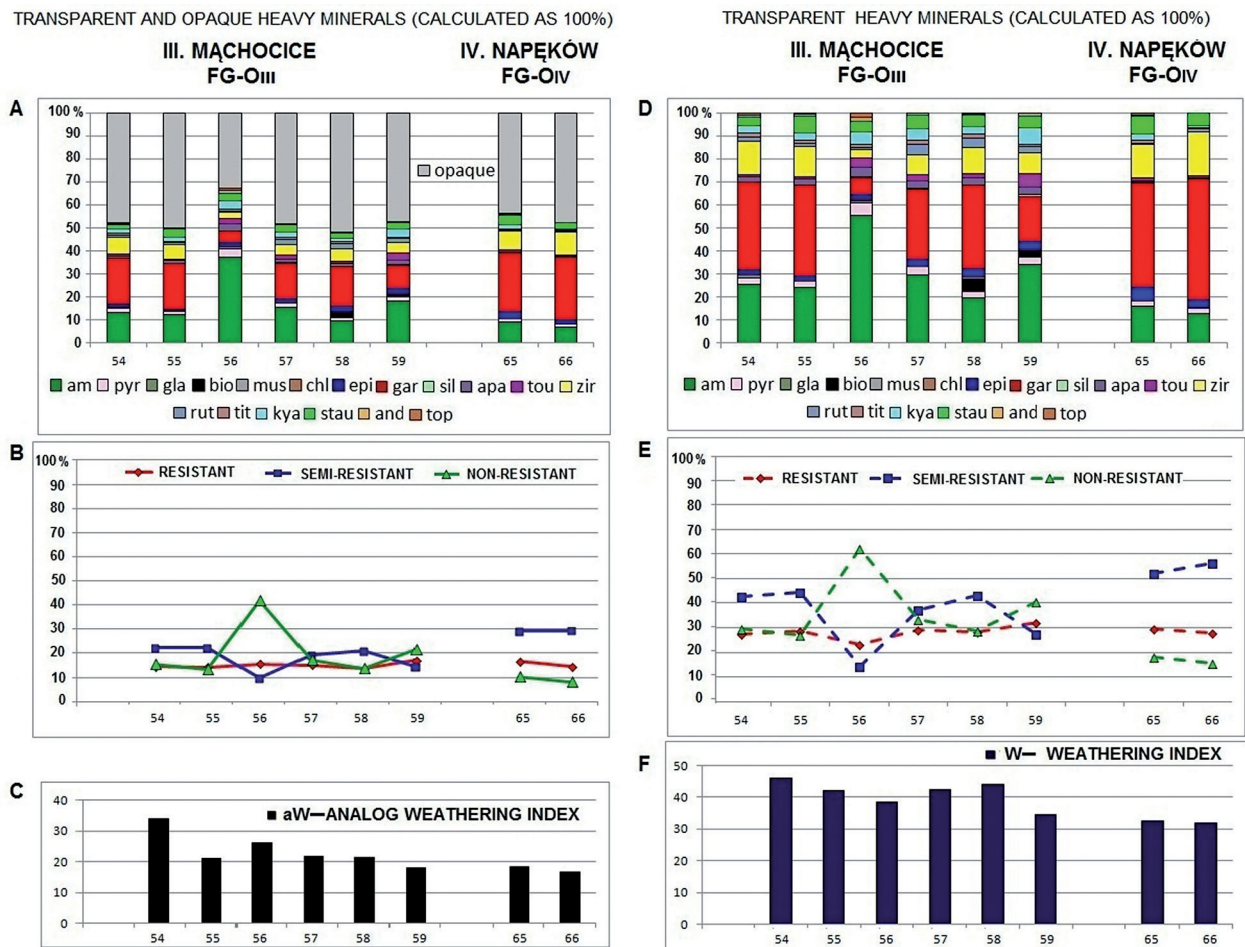 TRANSPARENT AND OPAQUE HEAVY MINERALS (CALCULATED AS 100%)
III. MĄCHOCICE
FG-OIII
IV. NAPĘKÓW
FG-OIV
A
100 %
90
80
70
60
50
40
30
20
10
0
opaque
54 55 56 57 58 59 65 66
am pyr gla bio mus chl epi gar sil apa tou zir
rut tit kya stau and top
B
100 %
90
80
70
60
50
40
30
20
10
0
RESISTANT SEMI-RESISTANT NON-RESISTANT
54 55 56 57 58 59 65 66
C
40
30
20
10
0
aW—ANALOG WEATHERING INDEX
54 55 56 57 58 59 65 66
TRANSPARENT HEAVY MINERALS (CALCULATED AS 100%)
III. MĄCHOCICE
FG-OIII
IV. NAPĘKÓW
FG-OIV
D
100 %
90
80
70
60
50
40
30
20
10
0
54 55 56 57 58 59 65 66
am pyr gla bio mus chl epi gar sil apa tou zir
rut tit kya stau and top
E
100 %
90
80
70
60
50
40
30
20
10
0
RESISTANT SEMI-RESISTANT NON-RESISTANT
54 55 56 57 58 59 65 66
F
50
40
30
20
10
0
W— WEATHERING INDEX
54 55 56 57 58 59 65 66